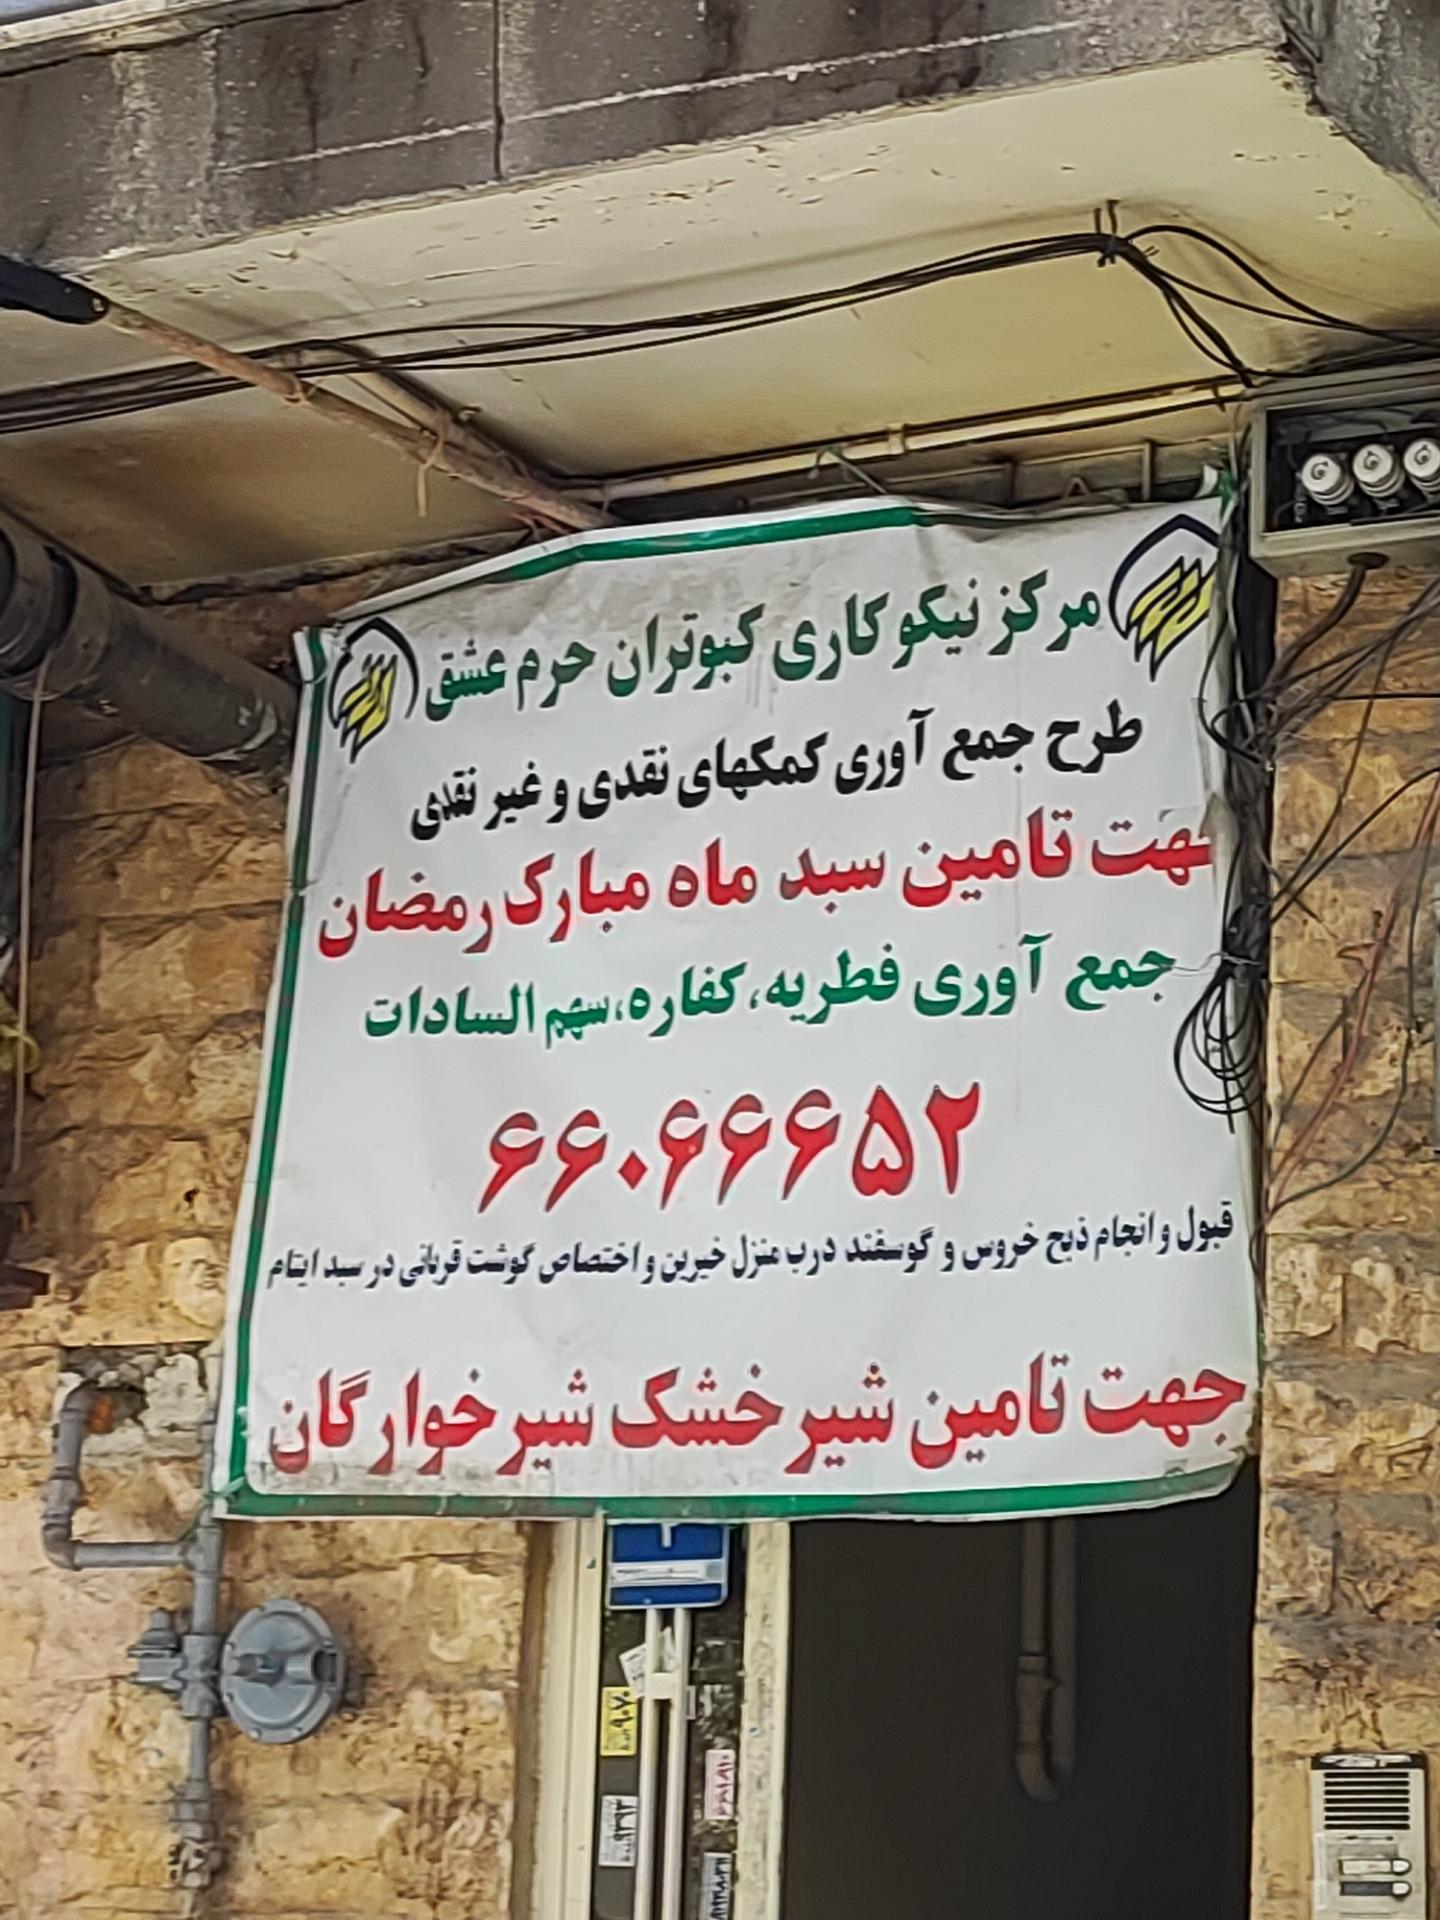 مرکز نیکوکاری کبوتران حرم عشق
طرح جمع آوری کمکهای نقدی و غیر نقدی
جهت تامین سبد ماه مبارک رمضان
جمع آوری فطریه، کفاره، سهم السادات
۶۶۰۶۶۶۵۲
قبول و انجام ذبح خروس و گوسفند درب منزل خیرین و اختصاص گوشت قربانی در سبد ایتام
جهت تامین شیر خشک شیر خوارگان